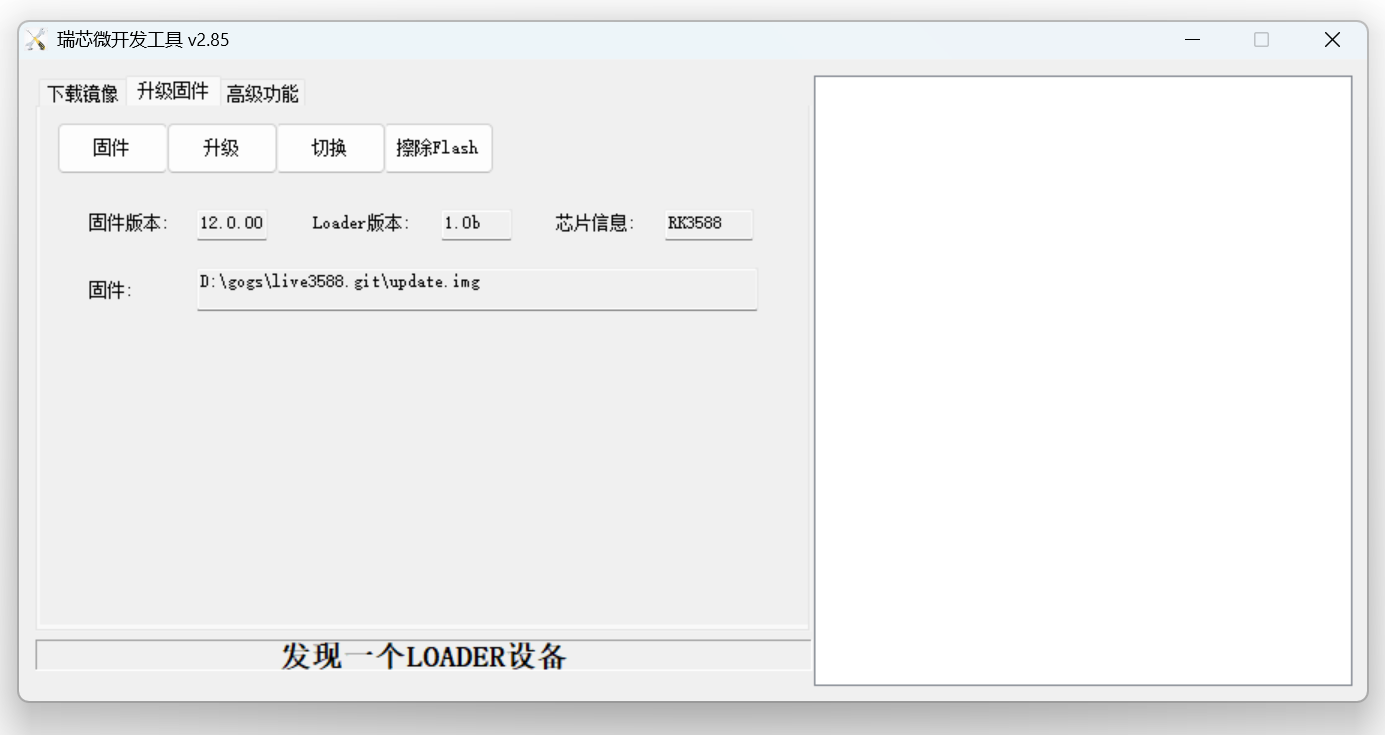 瑞芯微开发工具 v2.85
下载镜像 升级固件 高级功能
固件 升级 切换 擦除Flash
固件版本: 12.0.00 Loader版本: 1.0b 芯片信息: RK3588
固件: D:\gogs\live3588.git\update.img
发现一个LOADER设备